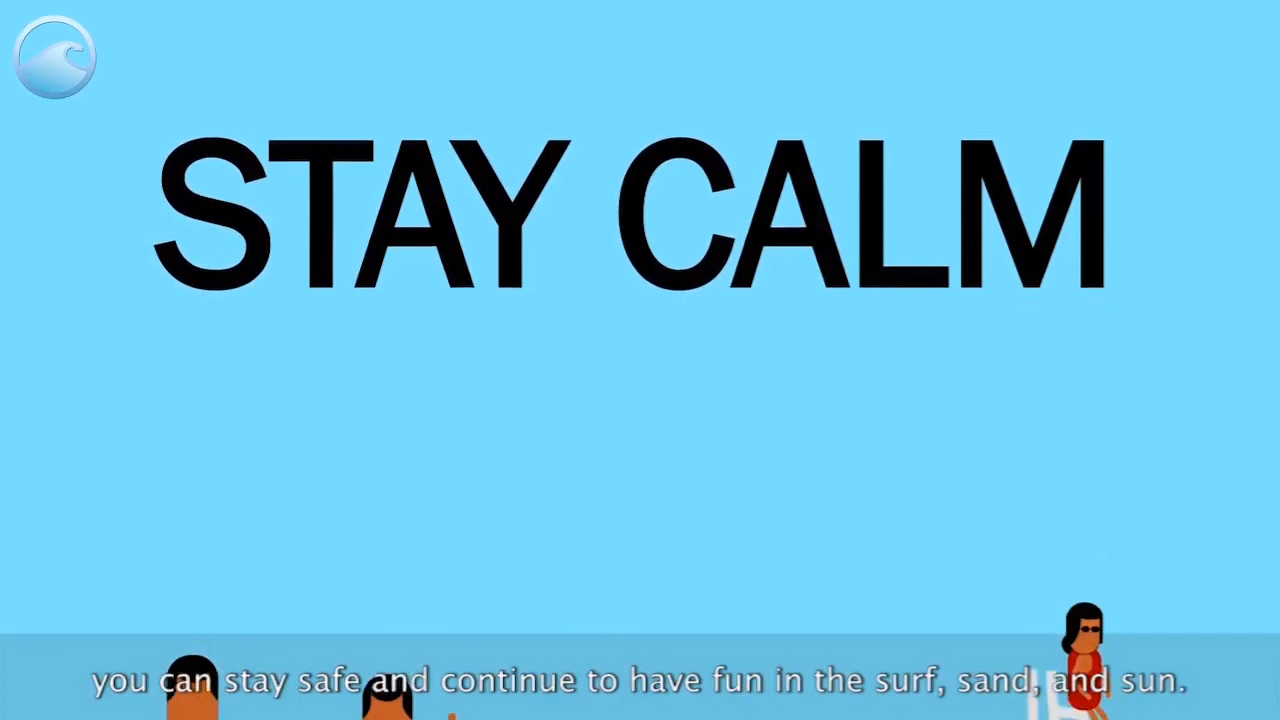 STAY CALM
you can stay safe and continue to have fun in the surf, sand, and sun.